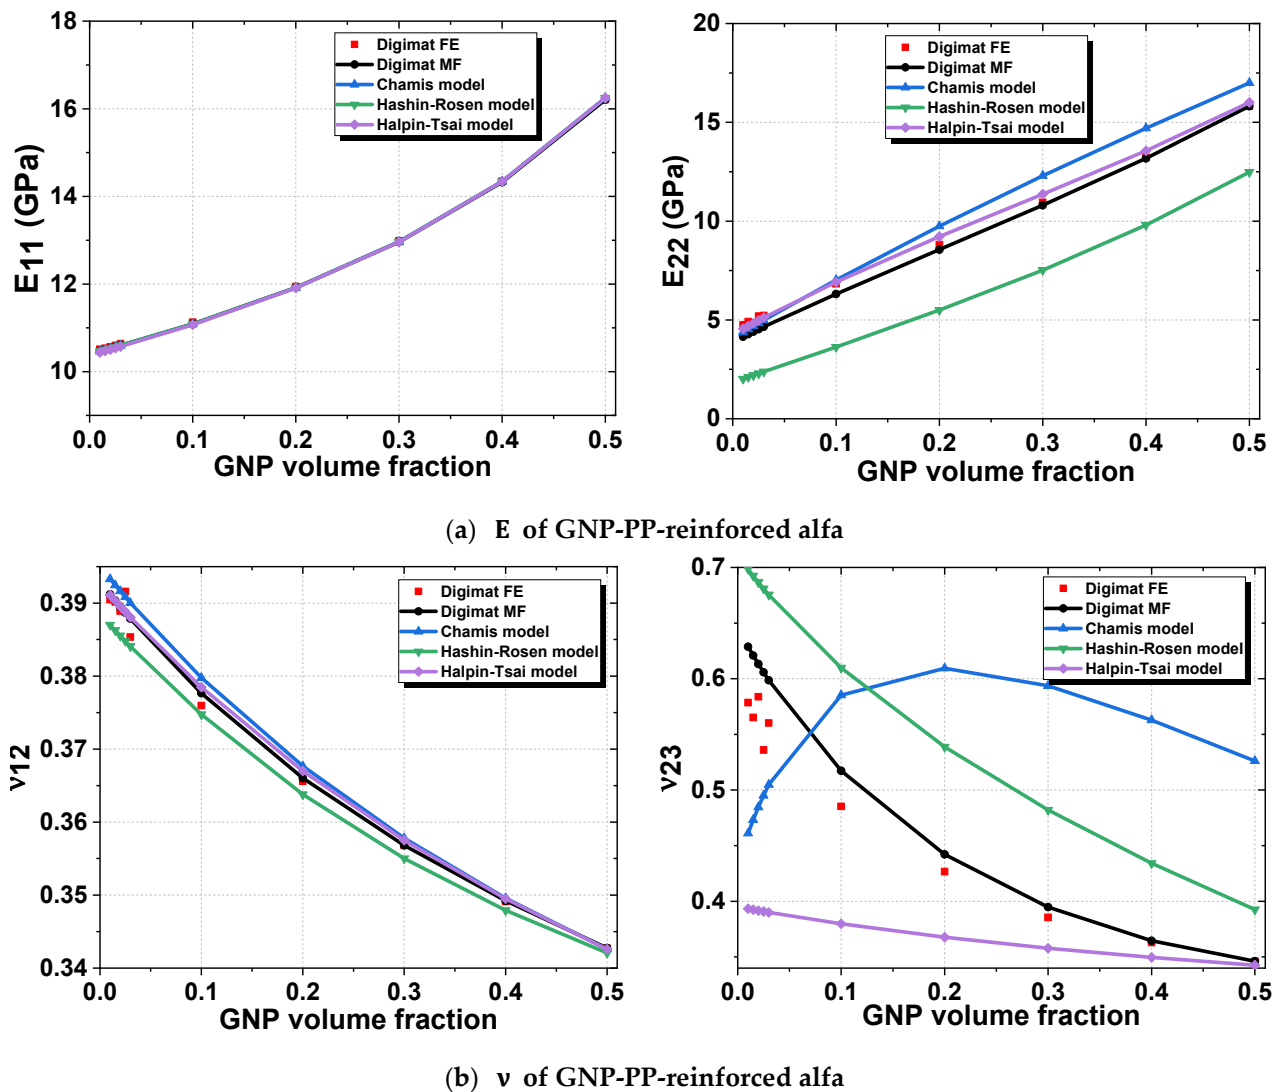 18
16
14
12
10
E11 (GPa)
Digimat FE
Digimat MF
Chamis model
Hashin-Rosen model
Halpin-Tsai model
0.0 0.1 0.2 0.3 0.4 0.5
GNP volume fraction
20
15
10
5
0
E22 (GPa)
Digimat FE
Digimat MF
Chamis model
Hashin-Rosen model
Halpin-Tsai model
0.0 0.1 0.2 0.3 0.4 0.5
GNP volume fraction
(a) E of GNP-PP-reinforced alfa
0.39
0.38
0.37
0.36
0.35
0.34
ν12
Digimat FE
Digimat MF
Chamis model
Hashin-Rosen model
Halpin-Tsai model
0.0 0.1 0.2 0.3 0.4 0.5
GNP volume fraction
0.7
0.6
0.5
0.4
ν23
Digimat FE
Digimat MF
Chamis model
Hashin-Rosen model
Halpin-Tsai model
0.0 0.1 0.2 0.3 0.4 0.5
GNP volume fraction
(b) ν of GNP-PP-reinforced alfa